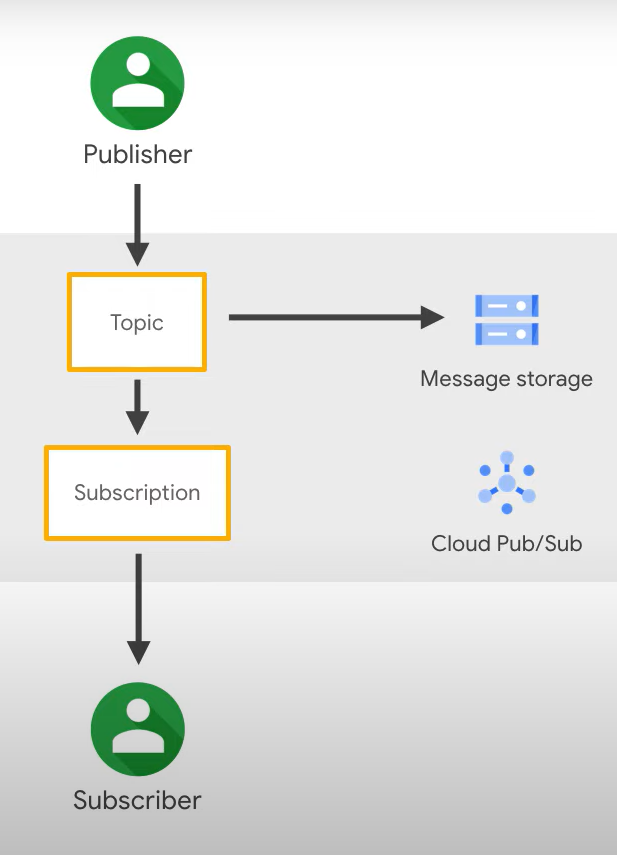 Publisher
Topic
Message storage
Subscription
Cloud Pub/Sub
Subscriber